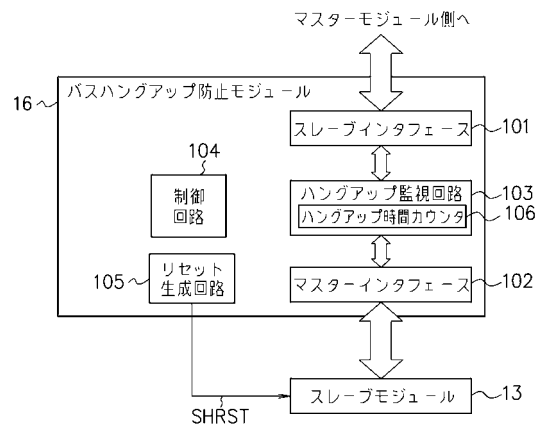 マスターモジュール側へ
16
バスハングアップ防止モジュール
スレーブインタフェース
101
104
制御
回路
ハングアップ監視回路
103
ハングアップ時間カウンタ
106
105
リセット
生成回路
マスターインタフェース
102
スレーブモジュール
13
SHRST